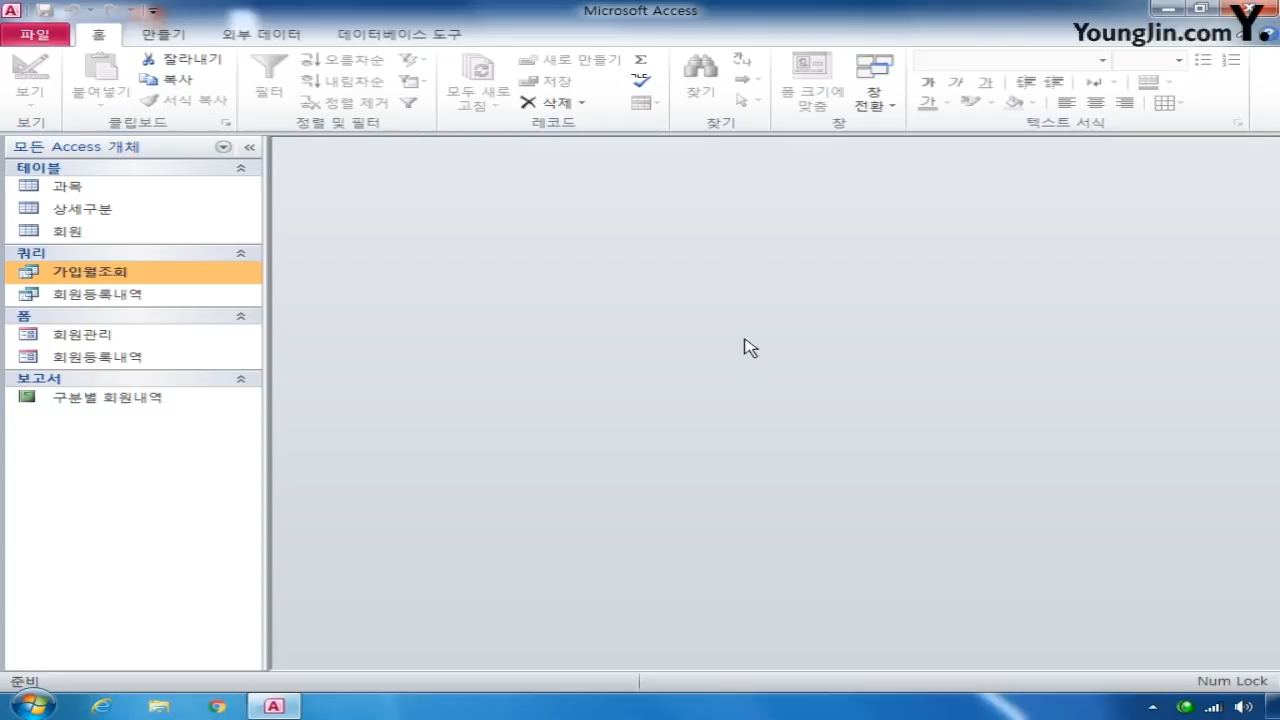 Microsoft Access
YoungJin.com Y.
파일 홈 만들기 외부 데이터 데이터베이스 도구
보기
보기
붙여넣기
잘라내기
복사
서식 복사
클립보드
필터
오름차순
내림차순
정렬 제거
정렬 및 필터
모두 새로
고침
새로 만들기
저장
삭제
레코드
찾기
찾기
폼 크기에
맞춤
창
전환
창
가 가 가
가
텍스트 서식
모든 Access 개체
테이블
과목
상세구분
회원
쿼리
가입월조회
회원등록내역
폼
회원관리
회원등록내역
보고서
구분별 회원내역
준비
Num Lock